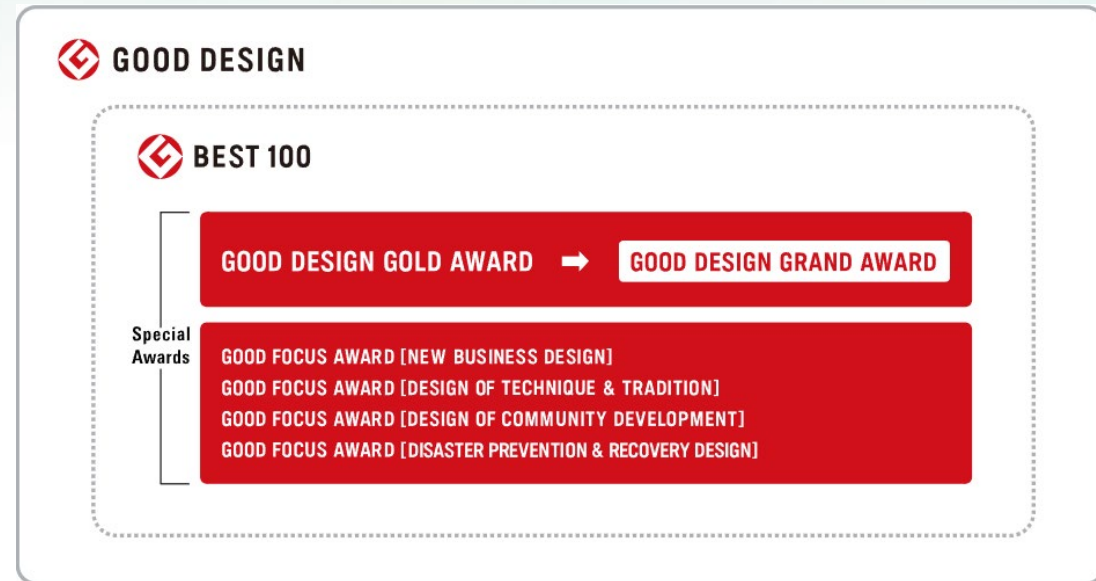 GOOD DESIGN
BEST 100
GOOD DESIGN GOLD AWARD ➡ GOOD DESIGN GRAND AWARD
Special
Awards
GOOD FOCUS AWARD [NEW BUSINESS DESIGN]
GOOD FOCUS AWARD [DESIGN OF TECHNIQUE & TRADITION]
GOOD FOCUS AWARD [DESIGN OF COMMUNITY DEVELOPMENT]
GOOD FOCUS AWARD [DISASTER PREVENTION & RECOVERY DESIGN]